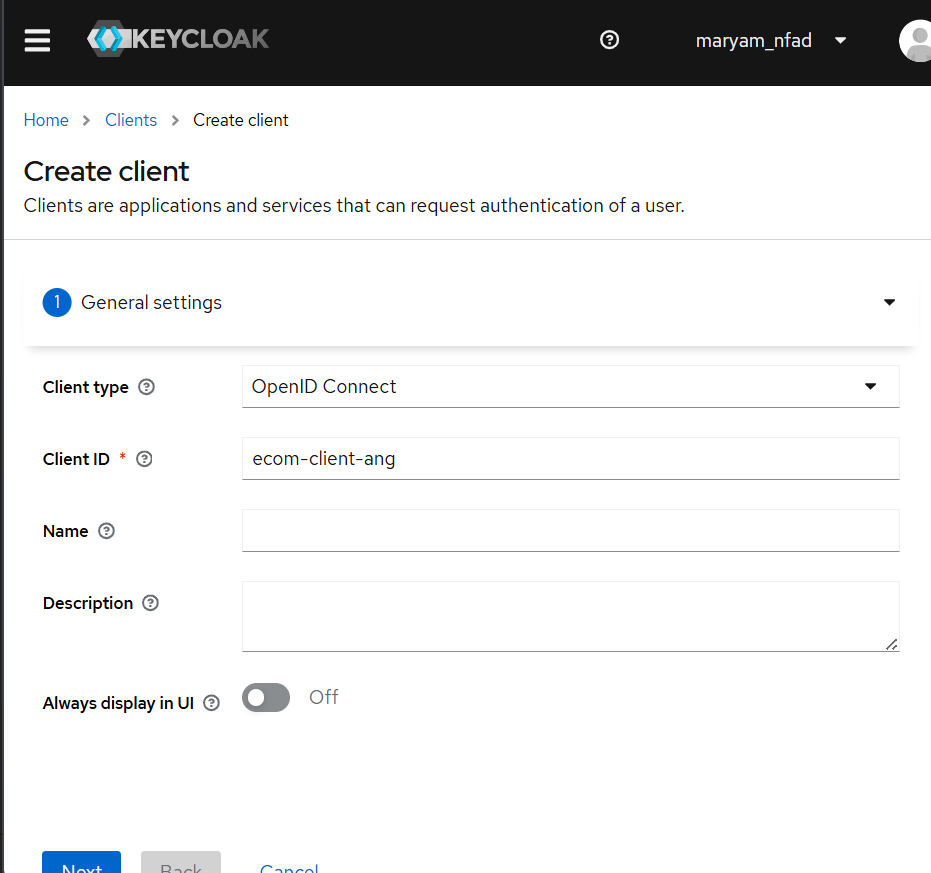 KEYCLOAK
maryam_nfad
Home > Clients > Create client
Create client
Clients are applications and services that can request authentication of a user.
1 General settings
Client type
OpenID Connect
Client ID *
ecom-client-ang
Name
Description
Always display in UI
Off
Next Back Cancel